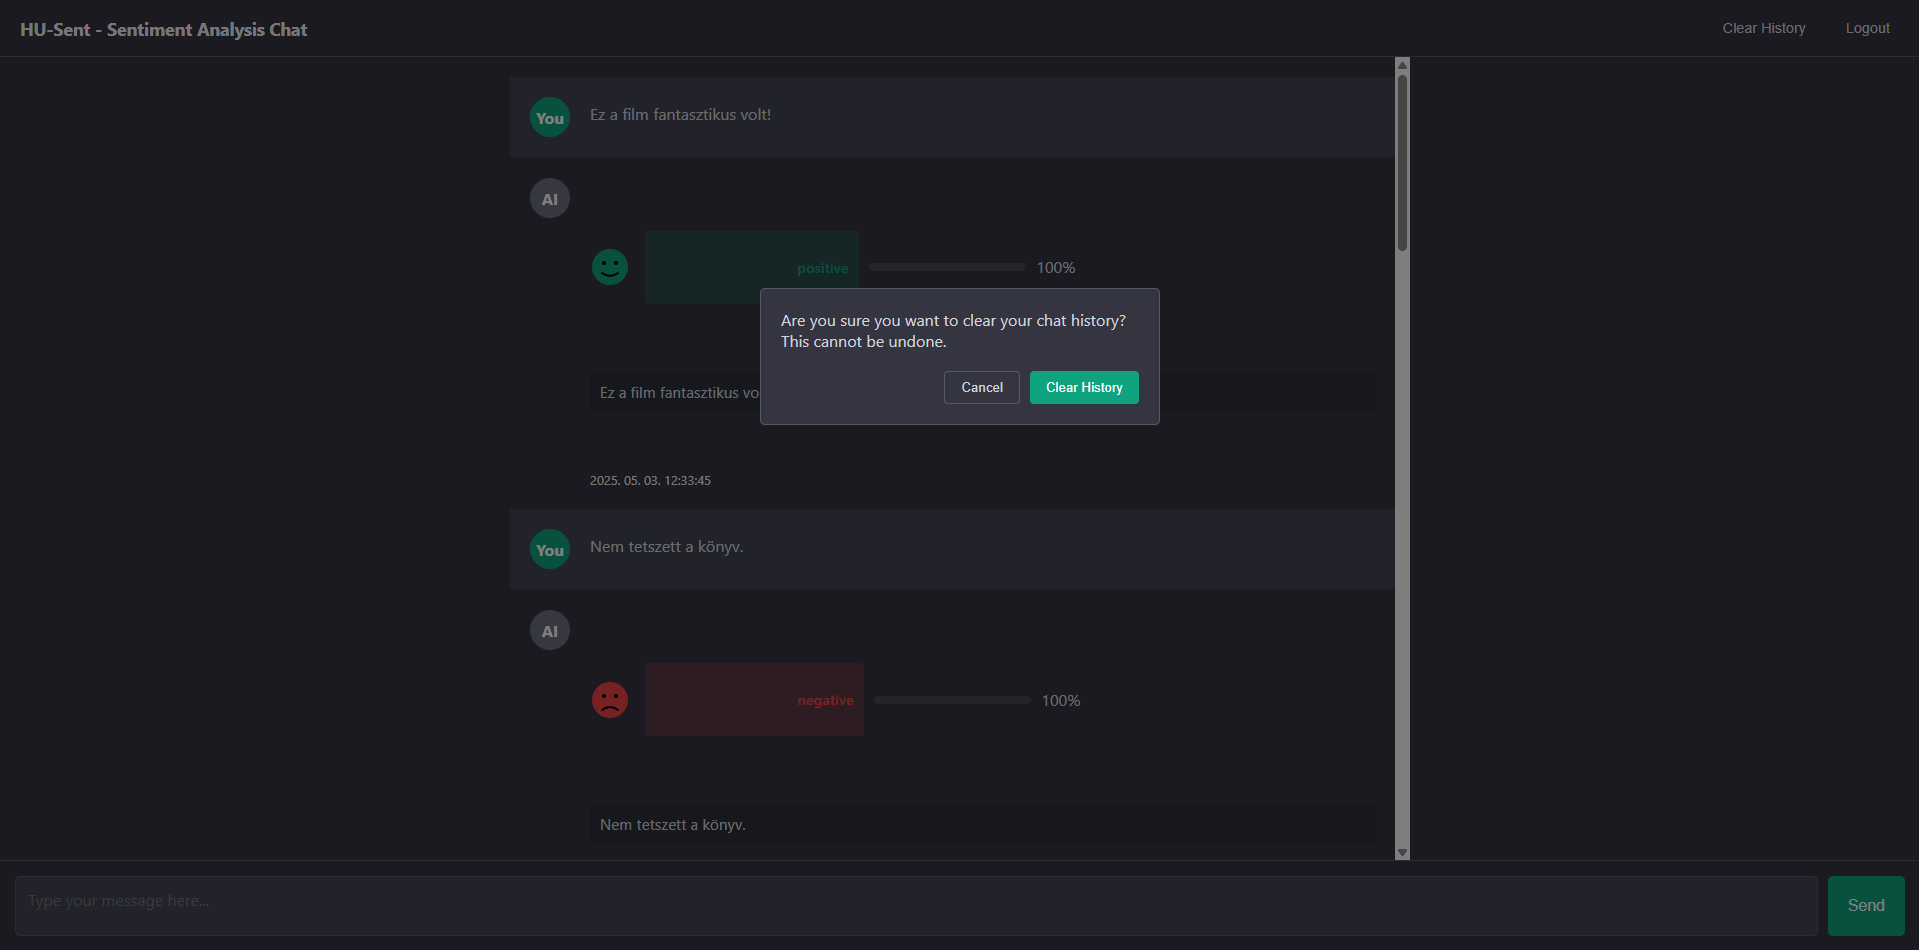 HU-Sent - Sentiment Analysis Chat
Clear History
Logout
You
Ez a film fantasztikus volt!
AI
positive
100%
Are you sure you want to clear your chat history?
This cannot be undone.
Cancel
Clear History
Ez a film fantasztikus
2025. 05. 03. 12:33:45
You
Nem tetszett a könyv.
AI
negative
100%
Nem tetszett a könyv.
Type your message here...
Send